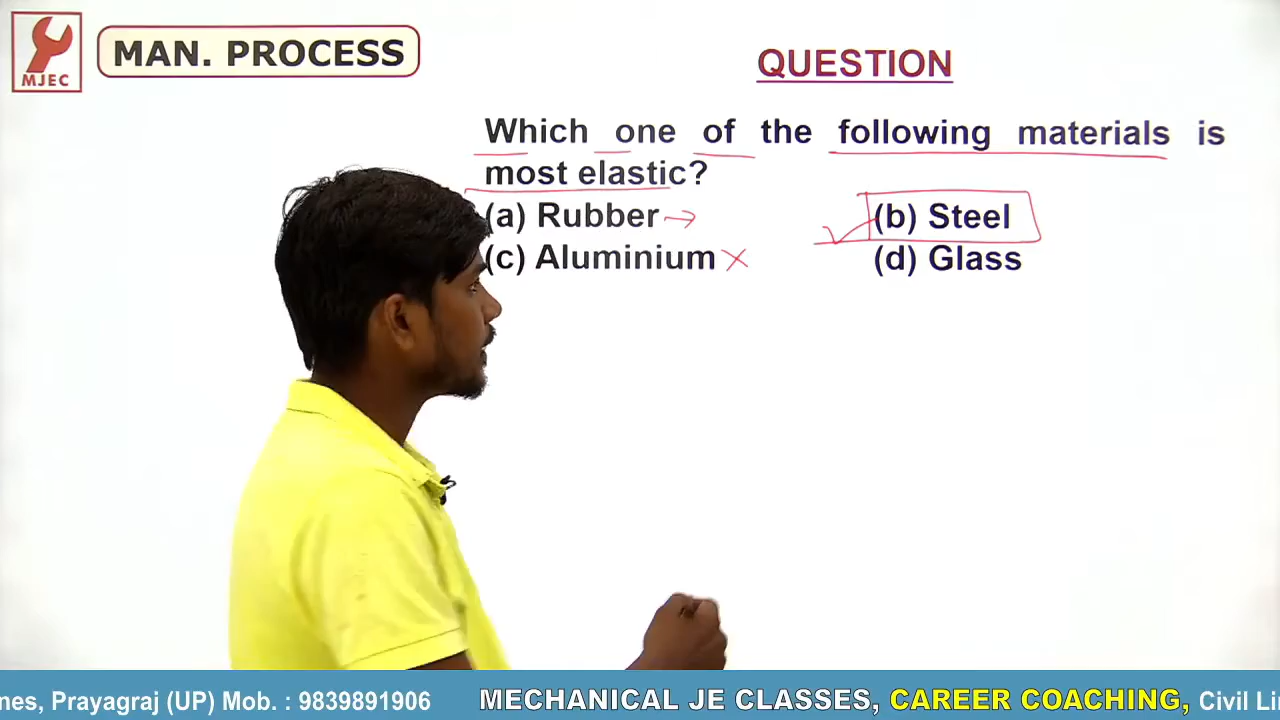 MJEC
MAN. PROCESS
QUESTION
Which one of the following materials is
most elastic?
(a) Rubber
(b) Steel
(c) Aluminium
(d) Glass
nes, Prayagraj (UP) Mob. : 9839891906 MECHANICAL JE CLASSES, CAREER COACHING, Civil Li